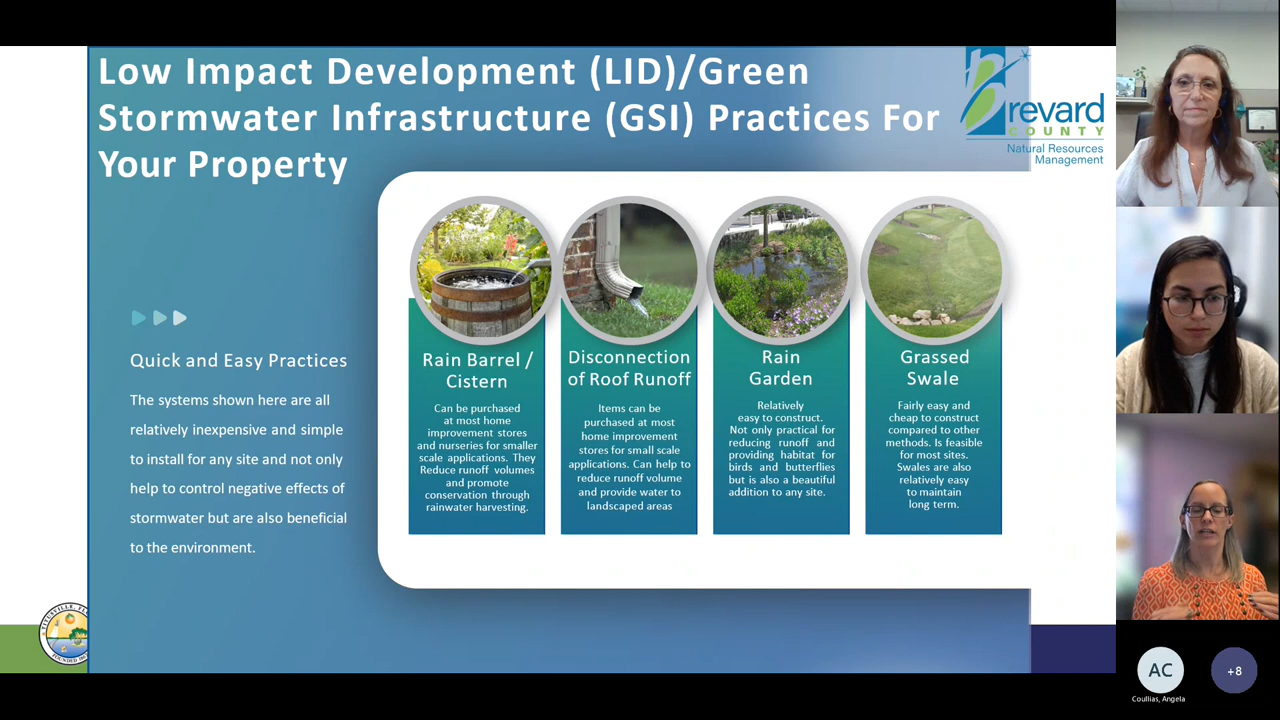 Low Impact Development (LID)/Green
Stormwater Infrastructure (GSI) Practices For
Your Property
revard
COUNTY
Natural Resources
Management
Quick and Easy Practices
The systems shown here are all
relatively inexpensive and simple
to install for any site and not only
help to control negative effects of
stormwater but are also beneficial
to the environment.
Rain Barrel /
Cistern
Can be purchased
at most home
improvement stores
and nurseries for smaller
scale applications. They
Reduce runoff volumes
and promote
conservation through
rainwater harvesting.
Disconnection
of Roof Runoff
Items can be
purchased at most
home improvement
stores for small scale
applications. Can help to
reduce runoff volume
and provide water to
landscaped areas
Rain
Garden
Relatively
easy to construct.
Not only practical for
reducing runoff and
providing habitat for
birds and butterflies
but is also a beautiful
addition to any site.
Grassed
Swale
Fairly easy and
cheap to construct
compared to other
methods. Is feasible
for most sites.
Swales are also
relatively easy
to maintain
long term.
AC
+8
Coullias, Angela